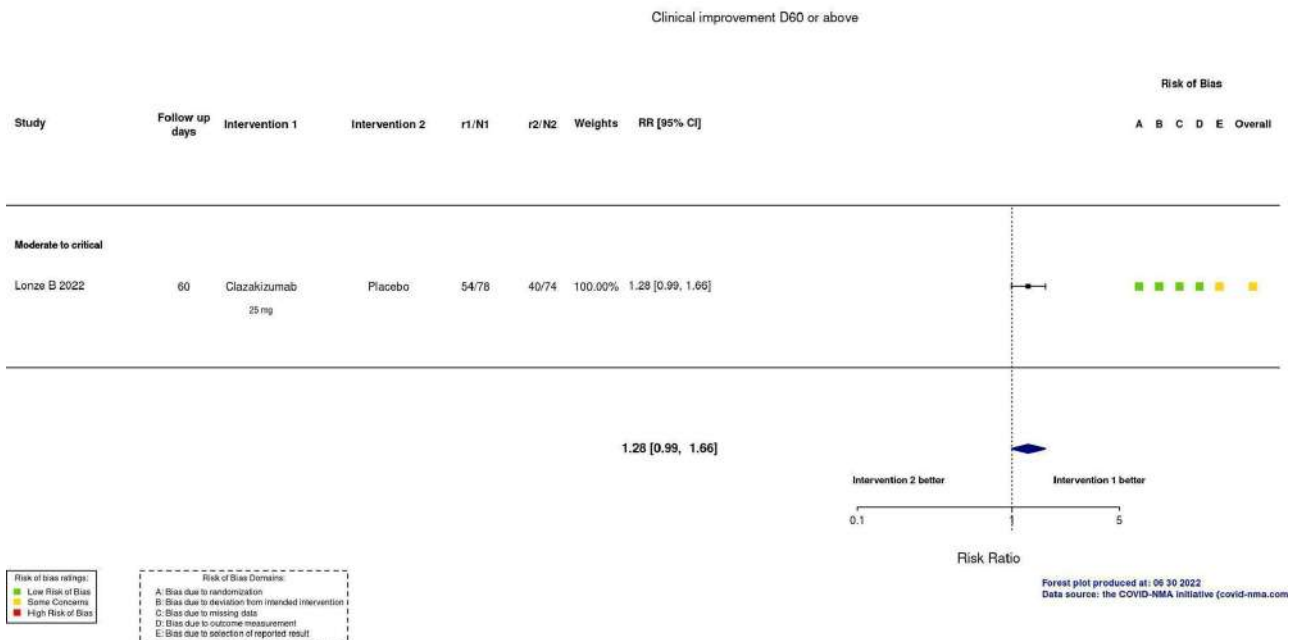 Clinical improvement D60 or above
Risk of Bias
Study Follow up days Intervention 1 Intervention 2 r1/N1 r2/N2 Weights RR [95% CI] A B C D E Overall
Moderate to critical
Lonze B 2022 60 Clazakizumab Placebo 54/78 40/74 100.00% 1.28 [0.99, 1.66]
25 mg
1.28 [0.99, 1.66]
Intervention 2 better Intervention 1 better
0.1 1 5
Risk Ratio
Risk of bias ratings:
Low Risk of Bias
Some Concerns
High Risk of Bias
Risk of Bias Domains:
A: Bias due to randomization
B: Bias due to deviation from intended intervention
C: Bias due to missing data
D: Bias due to outcome measurement
E: Bias due to selection of reported result
Forest plot produced at: 06 30 2022
Data source: the COVID-NMA initiative (covid-nma.com